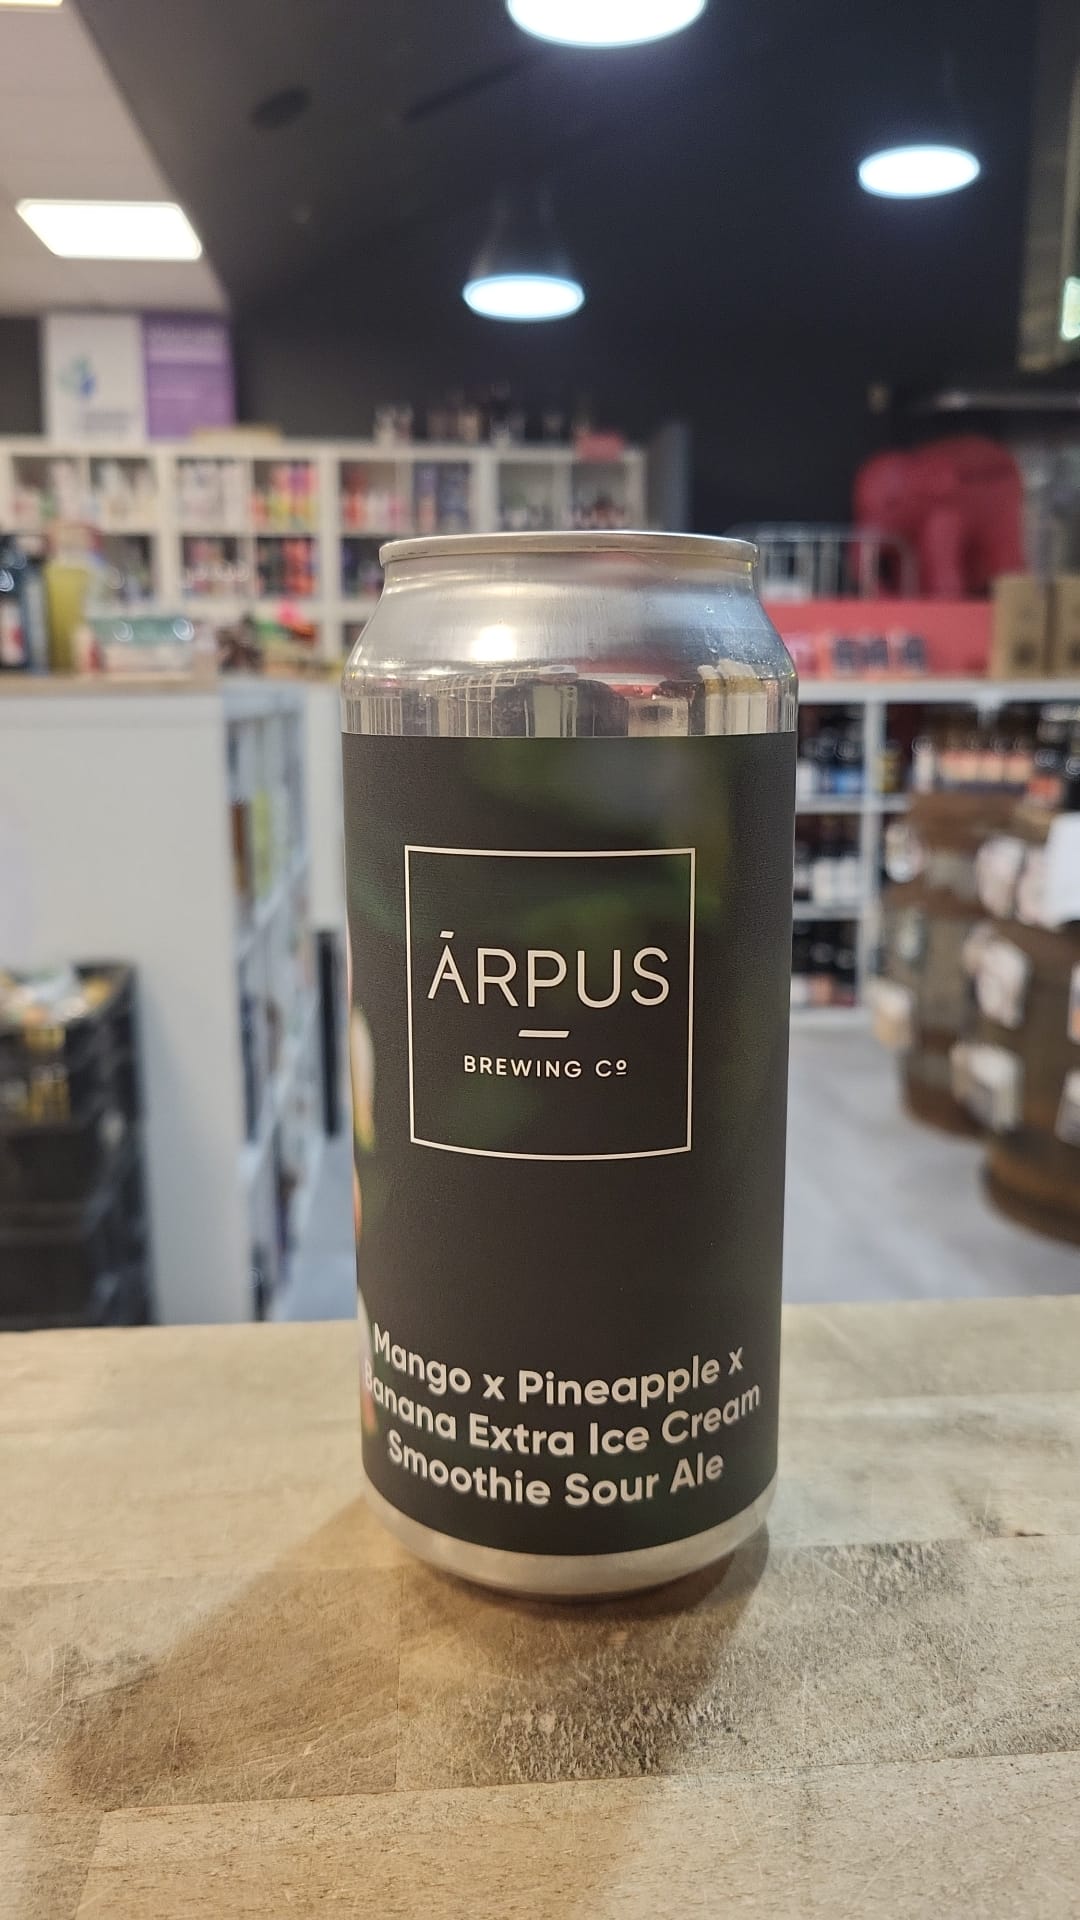 ĀRPUS
BREWING Cº
Mango x Pineapple x
Banana Extra Ice Cream
Smoothie Sour Ale